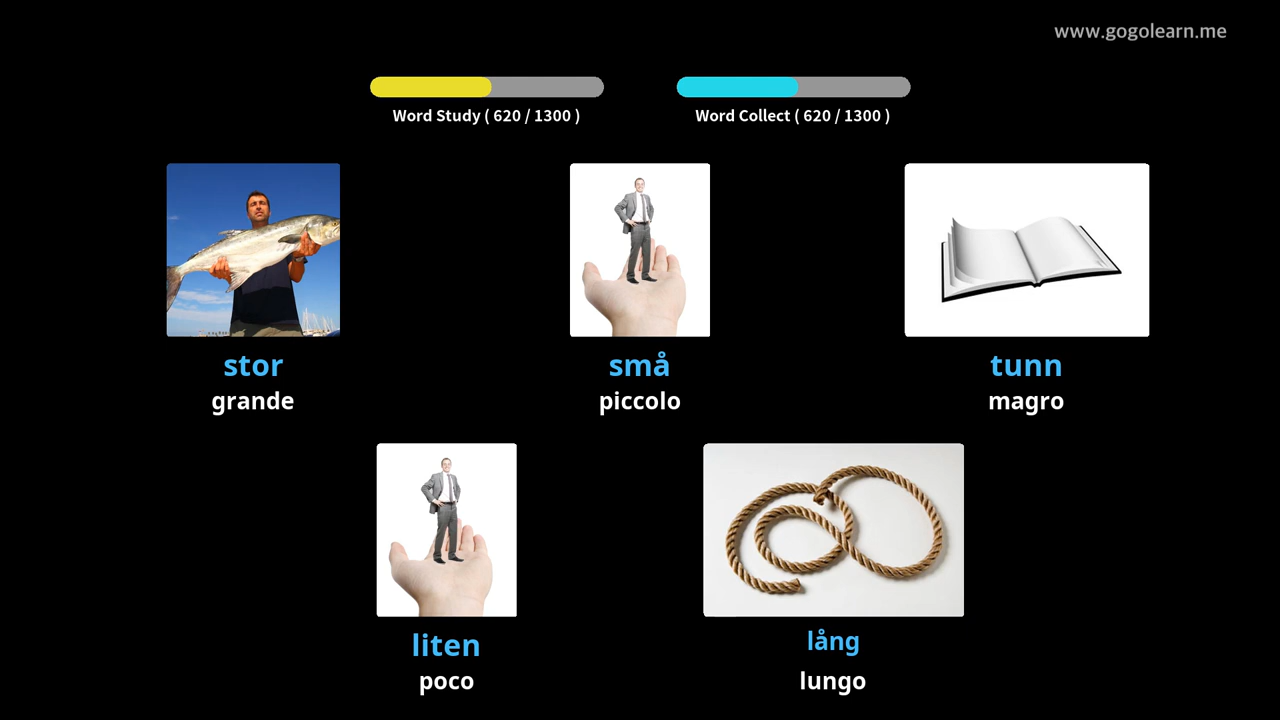 www.gogolearn.me
Word Study ( 620 / 1300 )
Word Collect ( 620 / 1300 )
stor
grande
små
piccolo
tunn
magro
liten
poco
lång
lungo